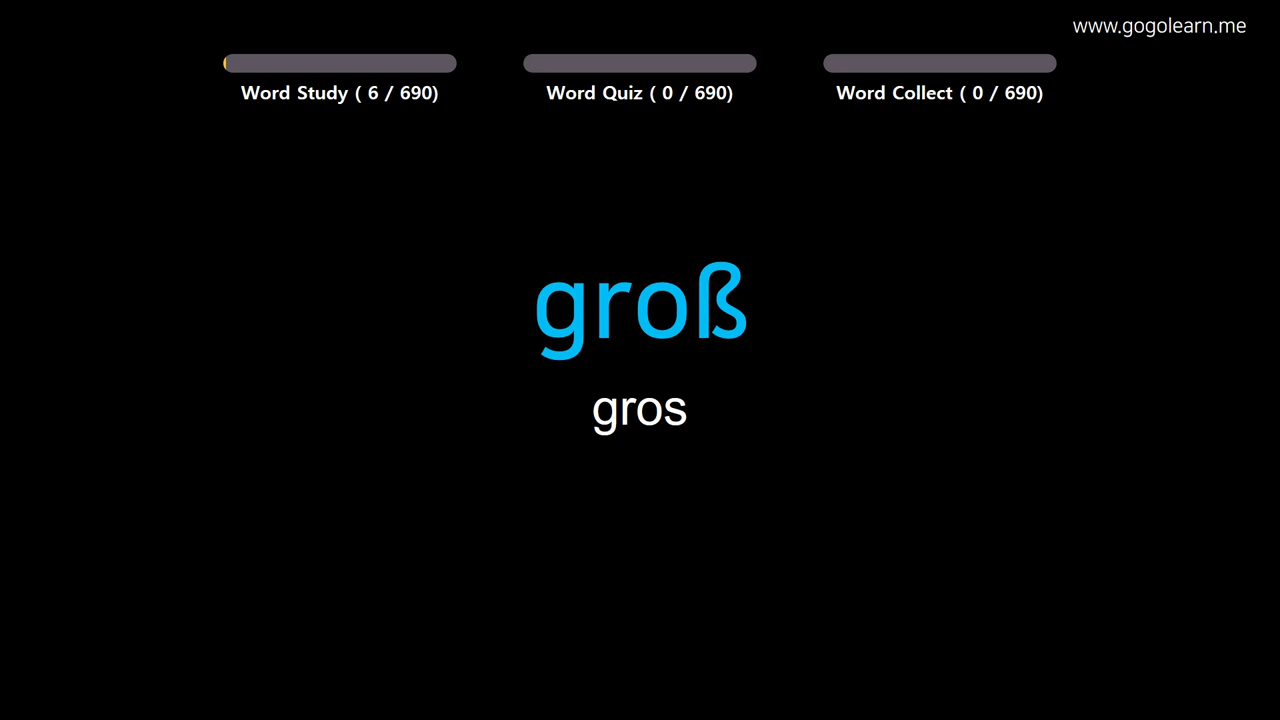 www.gogolearn.me
Word Study ( 6 / 690)
Word Quiz ( 0 / 690)
Word Collect ( 0 / 690)
groß
gros